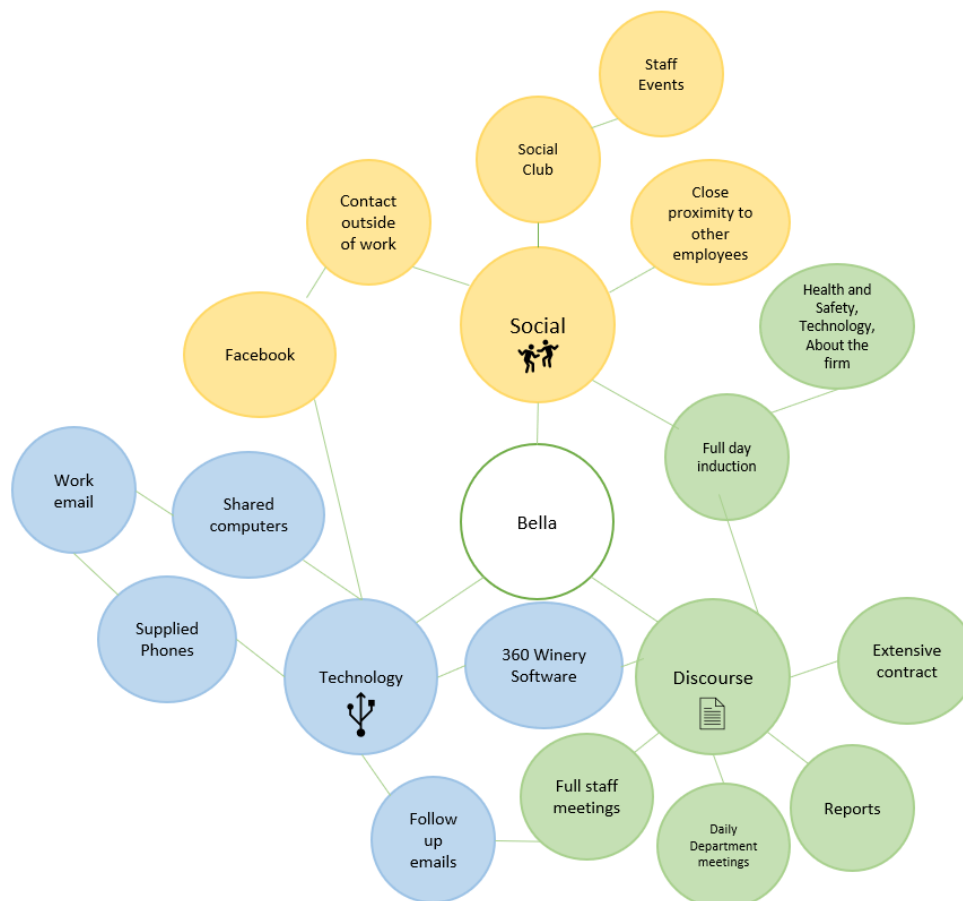 Staff
Events
Social
Club
Contact
outside
of work
Close
proximity to
other
employees
Social
Health and
Safety,
Technology,
About the
firm
Facebook
Full day
induction
Work
email
Shared
computers
Bella
Supplied
Phones
Technology
360 Winery
Software
Discourse
Extensive
contract
Full staff
meetings
Reports
Follow
up
emails
Daily
Department
meetings